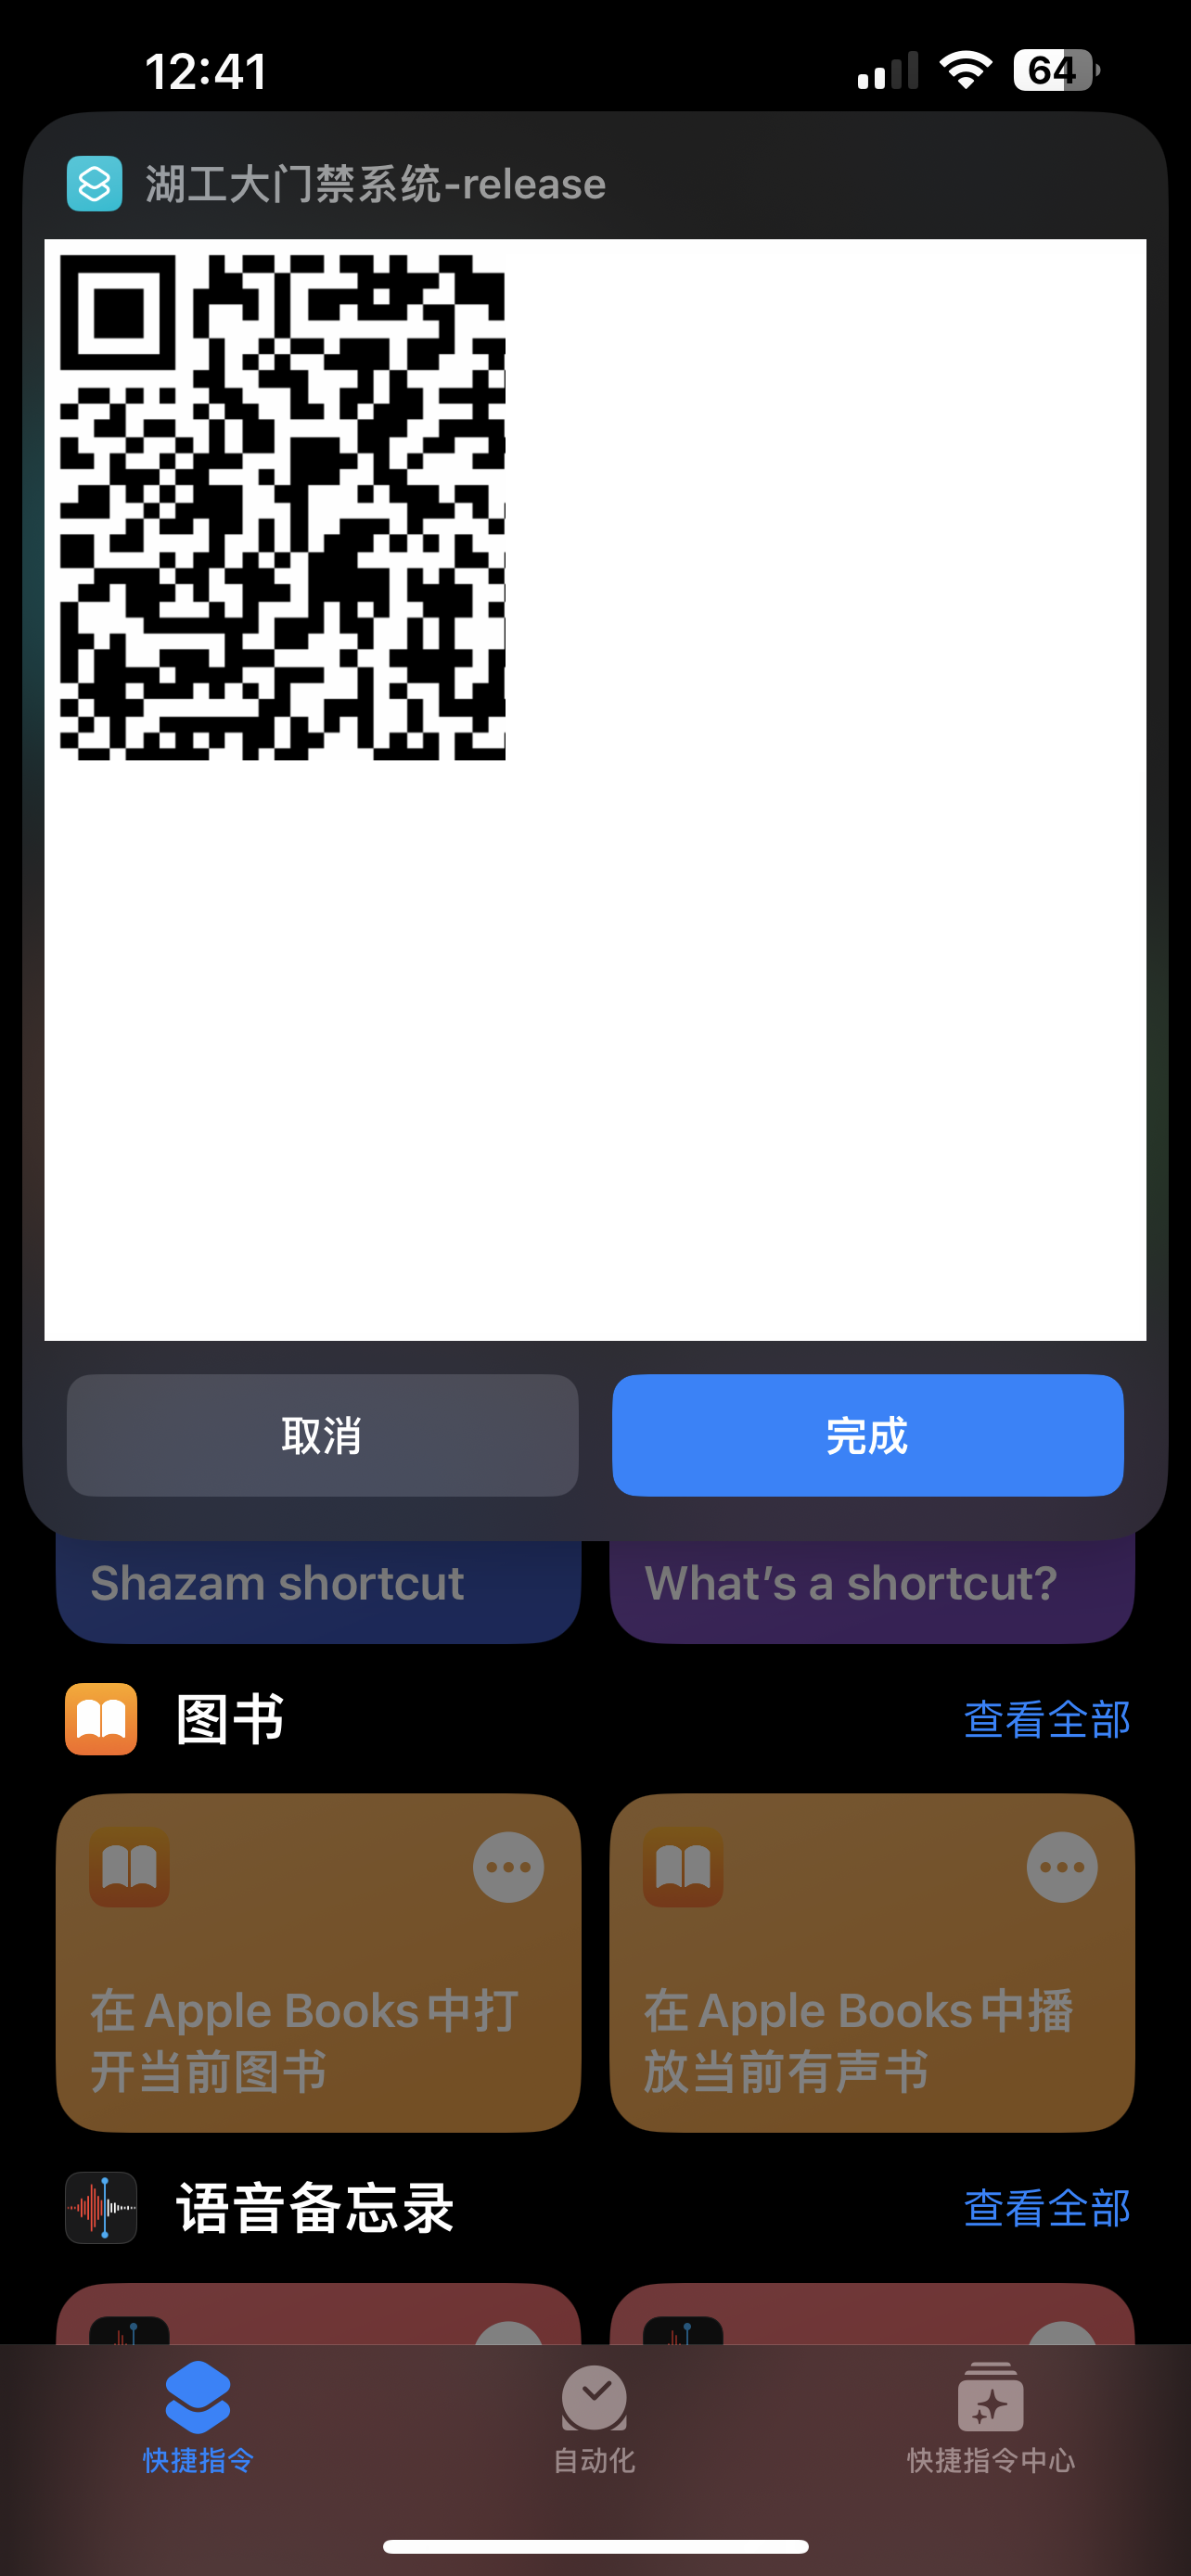 12:41
64
湖工大门禁系统-release
取消
完成
Shazam shortcut
What’s a shortcut?
图书
查看全部
在 Apple Books 中打
开当前图书
在 Apple Books 中播
放当前有声书
语音备忘录
查看全部
快捷指令
自动化
快捷指令中心